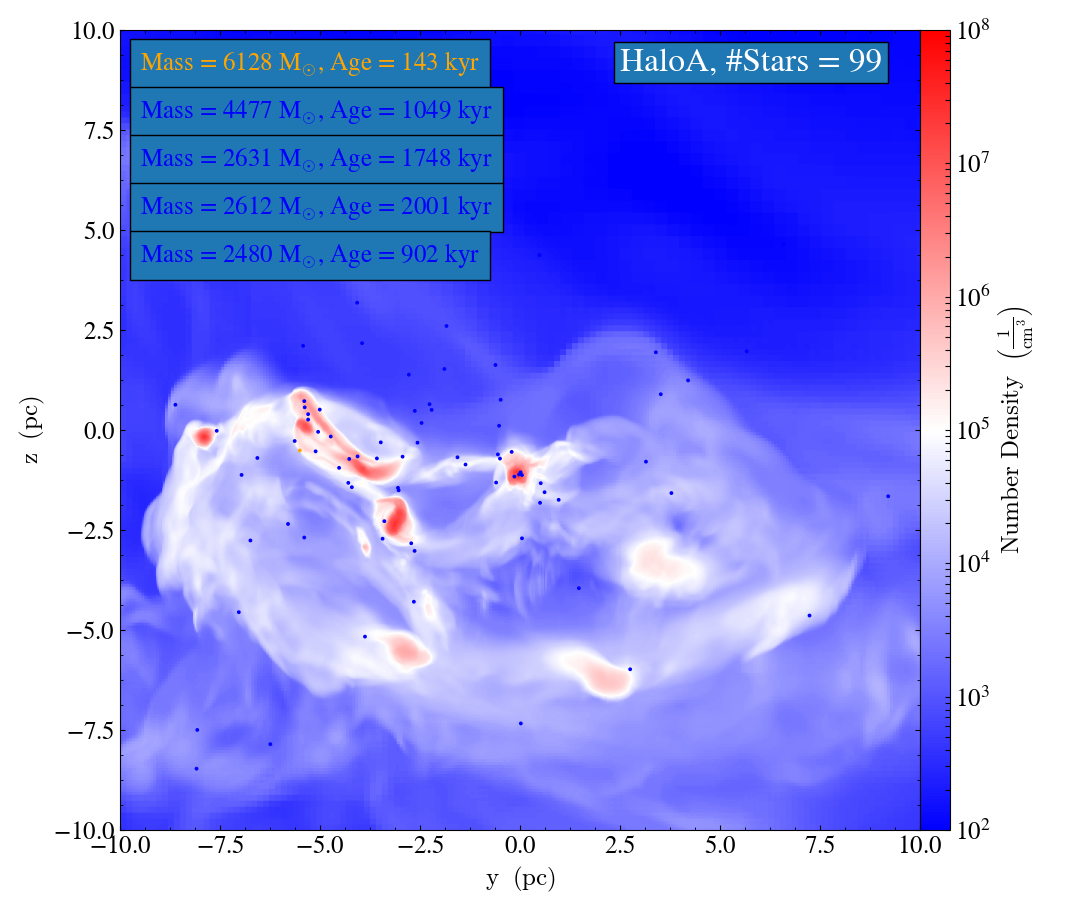 Mass = 6128 M☉, Age = 143 kyr
Mass = 4477 M☉, Age = 1049 kyr
Mass = 2631 M☉, Age = 1748 kyr
Mass = 2612 M☉, Age = 2001 kyr
Mass = 2480 M☉, Age = 902 kyr
HaloA, #Stars = 99
10.0
7.5
5.0
2.5
0.0
−2.5
−5.0
−7.5
−10.0
z (pc)
−10.0 −7.5 −5.0 −2.5 0.0 2.5 5.0 7.5 10.0
y (pc)
10⁸
10⁷
10⁶
10⁵
10⁴
10³
10²
Number Density (1/cm³)